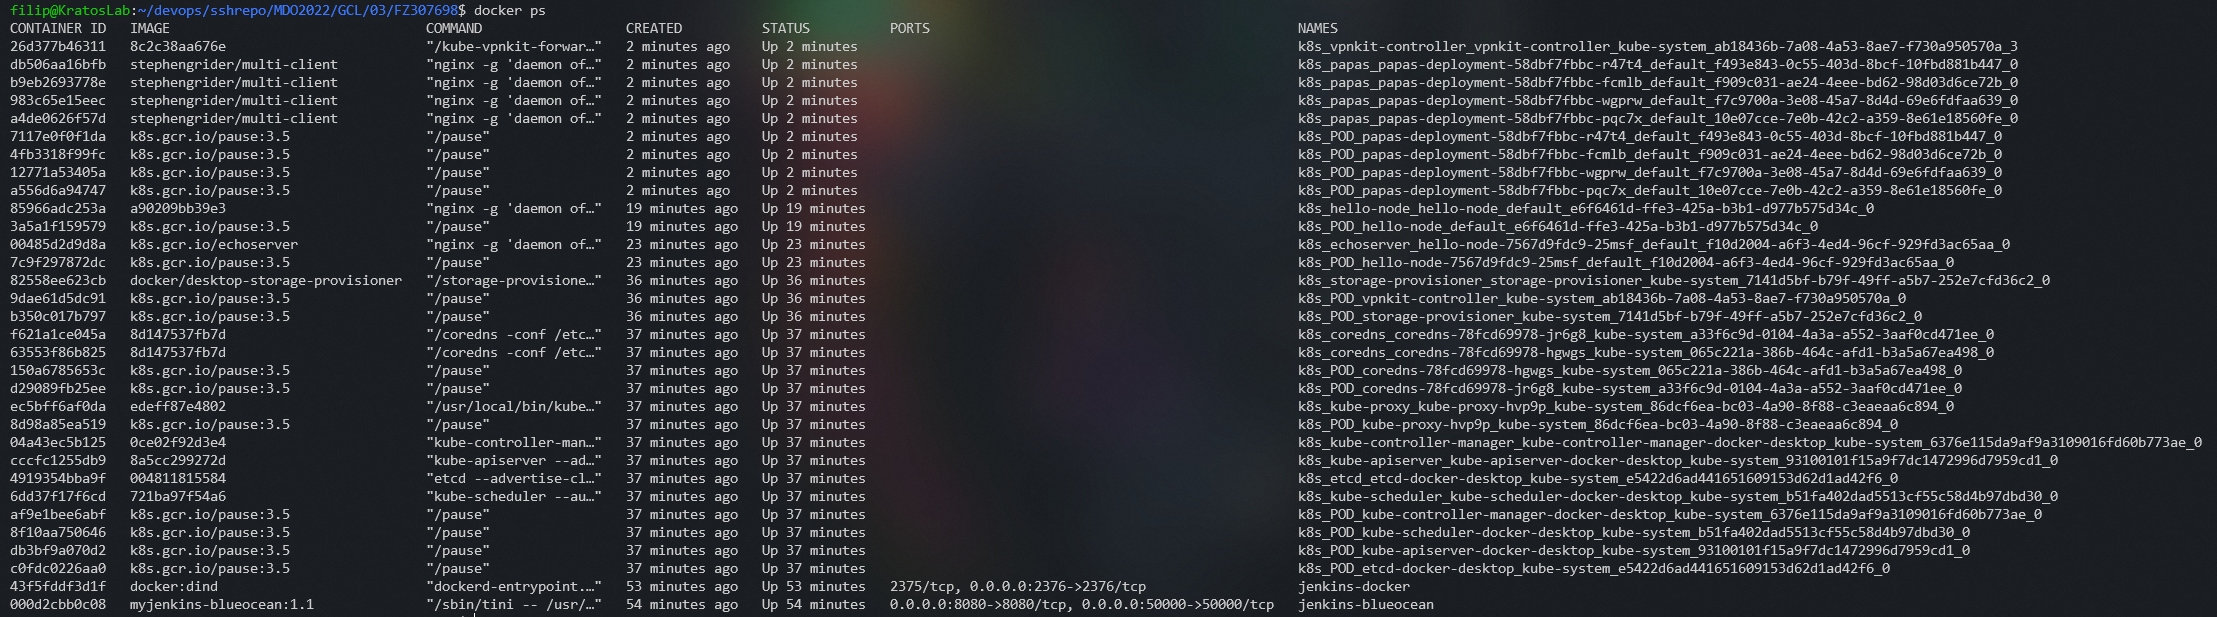 filip@KratosLab:~/devops/sshrepo/MDO2022/GCL/03/FZ307698$ docker ps
CONTAINER ID   IMAGE                              COMMAND                  CREATED          STATUS          PORTS                                              NAMES
26d377b46311   8c2c38aa676e                       "/kube-vpnkit-forwar…"   2 minutes ago    Up 2 minutes                                                       k8s_vpnkit-controller_vpnkit-controller_kube-system_ab18436b-7a08-4a53-8ae7-f730a950570a_3
db506aa16bfb   stephengrider/multi-client         "nginx -g 'daemon of…"   2 minutes ago    Up 2 minutes                                                       k8s_papas_papas-deployment-58dbf7fbbc-r47t4_default_f493e843-0c55-403d-8bcf-10fbd881b447_0
b9eb2693778e   stephengrider/multi-client         "nginx -g 'daemon of…"   2 minutes ago    Up 2 minutes                                                       k8s_papas_papas-deployment-58dbf7fbbc-fcmlb_default_f909c031-ae24-4eee-bd62-98d03d6ce72b_0
983c65e15eec   stephengrider/multi-client         "nginx -g 'daemon of…"   2 minutes ago    Up 2 minutes                                                       k8s_papas_papas-deployment-58dbf7fbbc-wgprw_default_f7c9700a-3e08-45a7-8d4d-69e6fdfaa639_0
a4de0626f57d   stephengrider/multi-client         "nginx -g 'daemon of…"   2 minutes ago    Up 2 minutes                                                       k8s_papas_papas-deployment-58dbf7fbbc-pqc7x_default_10e07cce-7e0b-42c2-a359-8e61e18560fe_0
7117e0f0f1da   k8s.gcr.io/pause:3.5               "/pause"                 2 minutes ago    Up 2 minutes                                                       k8s_POD_papas-deployment-58dbf7fbbc-r47t4_default_f493e843-0c55-403d-8bcf-10fbd881b447_0
4fb3318f99fc   k8s.gcr.io/pause:3.5               "/pause"                 2 minutes ago    Up 2 minutes                                                       k8s_POD_papas-deployment-58dbf7fbbc-fcmlb_default_f909c031-ae24-4eee-bd62-98d03d6ce72b_0
12771a53405a   k8s.gcr.io/pause:3.5               "/pause"                 2 minutes ago    Up 2 minutes                                                       k8s_POD_papas-deployment-58dbf7fbbc-wgprw_default_f7c9700a-3e08-45a7-8d4d-69e6fdfaa639_0
a556d6a94747   k8s.gcr.io/pause:3.5               "/pause"                 2 minutes ago    Up 2 minutes                                                       k8s_POD_papas-deployment-58dbf7fbbc-pqc7x_default_10e07cce-7e0b-42c2-a359-8e61e18560fe_0
85966adc253a   a90209bb39e3                       "nginx -g 'daemon of…"   19 minutes ago   Up 19 minutes                                                      k8s_hello-node_hello-node_default_e6f6461d-ffe3-425a-b3b1-d977b575d34c_0
3a5a1f159579   k8s.gcr.io/pause:3.5               "/pause"                 19 minutes ago   Up 19 minutes                                                      k8s_POD_hello-node_default_e6f6461d-ffe3-425a-b3b1-d977b575d34c_0
00485d2d9d8a   k8s.gcr.io/echoserver              "nginx -g 'daemon of…"   23 minutes ago   Up 23 minutes                                                      k8s_echoserver_hello-node-7567d9fdc9-25msf_default_f10d2004-a6f3-4ed4-96cf-929fd3ac65aa_0
7c9f297872dc   k8s.gcr.io/pause:3.5               "/pause"                 23 minutes ago   Up 23 minutes                                                      k8s_POD_hello-node-7567d9fdc9-25msf_default_f10d2004-a6f3-4ed4-96cf-929fd3ac65aa_0
82558ee623cb   docker/desktop-storage-provisioner "/storage-provisione…"   36 minutes ago   Up 36 minutes                                                      k8s_storage-provisioner_storage-provisioner_kube-system_7141d5bf-b79f-49ff-a5b7-252e7cfd36c2_0
9dae61d5dc91   k8s.gcr.io/pause:3.5               "/pause"                 36 minutes ago   Up 36 minutes                                                      k8s_POD_vpnkit-controller_kube-system_ab18436b-7a08-4a53-8ae7-f730a950570a_0
b350c017b797   k8s.gcr.io/pause:3.5               "/pause"                 36 minutes ago   Up 36 minutes                                                      k8s_POD_storage-provisioner_kube-system_7141d5bf-b79f-49ff-a5b7-252e7cfd36c2_0
f621a1ce045a   8d147537fb7d                       "/coredns -conf /etc…"   37 minutes ago   Up 37 minutes                                                      k8s_coredns_coredns-78fcd69978-jr6g8_kube-system_a33f6c9d-0104-4a3a-a552-3aaf0cd471ee_0
63553f86b825   8d147537fb7d                       "/coredns -conf /etc…"   37 minutes ago   Up 37 minutes                                                      k8s_coredns_coredns-78fcd69978-hgwgs_kube-system_065c221a-386b-464c-afd1-b3a5a67ea498_0
150a6785653c   k8s.gcr.io/pause:3.5               "/pause"                 37 minutes ago   Up 37 minutes                                                      k8s_POD_coredns-78fcd69978-hgwgs_kube-system_065c221a-386b-464c-afd1-b3a5a67ea498_0
d29089fb25ee   k8s.gcr.io/pause:3.5               "/pause"                 37 minutes ago   Up 37 minutes                                                      k8s_POD_coredns-78fcd69978-jr6g8_kube-system_a33f6c9d-0104-4a3a-a552-3aaf0cd471ee_0
ec5bff6af0da   edeff87e4802                       "/usr/local/bin/kube…"   37 minutes ago   Up 37 minutes                                                      k8s_kube-proxy_kube-proxy-hvp9p_kube-system_86dcf6ea-bc03-4a90-8f88-c3eaeaa6c894_0
8d98a85ea519   k8s.gcr.io/pause:3.5               "/pause"                 37 minutes ago   Up 37 minutes                                                      k8s_POD_kube-proxy-hvp9p_kube-system_86dcf6ea-bc03-4a90-8f88-c3eaeaa6c894_0
04a43ec5b125   0ce02f92d3e4                       "kube-controller-man…"   37 minutes ago   Up 37 minutes                                                      k8s_kube-controller-manager_kube-controller-manager-docker-desktop_kube-system_6376e115da9af9a3109016fd60b773ae_0
cccfc1255db9   8a5cc299272d                       "kube-apiserver --ad…"   37 minutes ago   Up 37 minutes                                                      k8s_kube-apiserver_kube-apiserver-docker-desktop_kube-system_93100101f15a9f7dc1472996d7959cd1_0
4919354bba9f   004811815584                       "etcd --advertise-cl…"   37 minutes ago   Up 37 minutes                                                      k8s_etcd_etcd-docker-desktop_kube-system_e5422d6ad441651609153d62d1ad42f6_0
6dd37f17f6cd   721ba97f54a6                       "kube-scheduler --au…"   37 minutes ago   Up 37 minutes                                                      k8s_kube-scheduler_kube-scheduler-docker-desktop_kube-system_b51fa402dad5513cf55c58d4b97dbd30_0
af9e1bee6abf   k8s.gcr.io/pause:3.5               "/pause"                 37 minutes ago   Up 37 minutes                                                      k8s_POD_kube-controller-manager-docker-desktop_kube-system_6376e115da9af9a3109016fd60b773ae_0
8f10aa750646   k8s.gcr.io/pause:3.5               "/pause"                 37 minutes ago   Up 37 minutes                                                      k8s_POD_kube-scheduler-docker-desktop_kube-system_b51fa402dad5513cf55c58d4b97dbd30_0
db3bf9a070d2   k8s.gcr.io/pause:3.5               "/pause"                 37 minutes ago   Up 37 minutes                                                      k8s_POD_kube-apiserver-docker-desktop_kube-system_93100101f15a9f7dc1472996d7959cd1_0
c0fdc0226aa0   k8s.gcr.io/pause:3.5               "/pause"                 37 minutes ago   Up 37 minutes                                                      k8s_POD_etcd-docker-desktop_kube-system_e5422d6ad441651609153d62d1ad42f6_0
43f5fddf3d1f   docker:dind                        "dockerd-entrypoint.…"   53 minutes ago   Up 53 minutes   2375/tcp, 0.0.0.0:2376->2376/tcp                   jenkins-docker
000d2cbb0c08   myjenkins-blueocean:1.1            "/sbin/tini -- /usr/…"   54 minutes ago   Up 54 minutes   0.0.0.0:8080->8080/tcp, 0.0.0.0:50000->50000/tcp   jenkins-blueocean